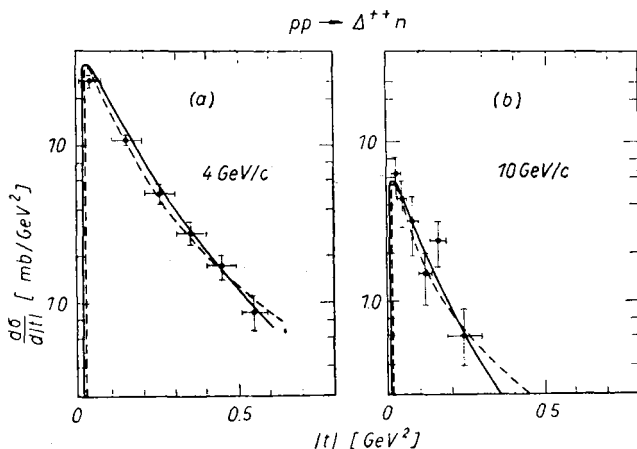 pp → Δ⁺⁺ n
(a)
(b)
10
10
4 GeV/c
10 GeV/c
1.0
1.0
dσ/d|t| [ mb/GeV² ]
0
0.5
0
0.5
|t| [ GeV² ]